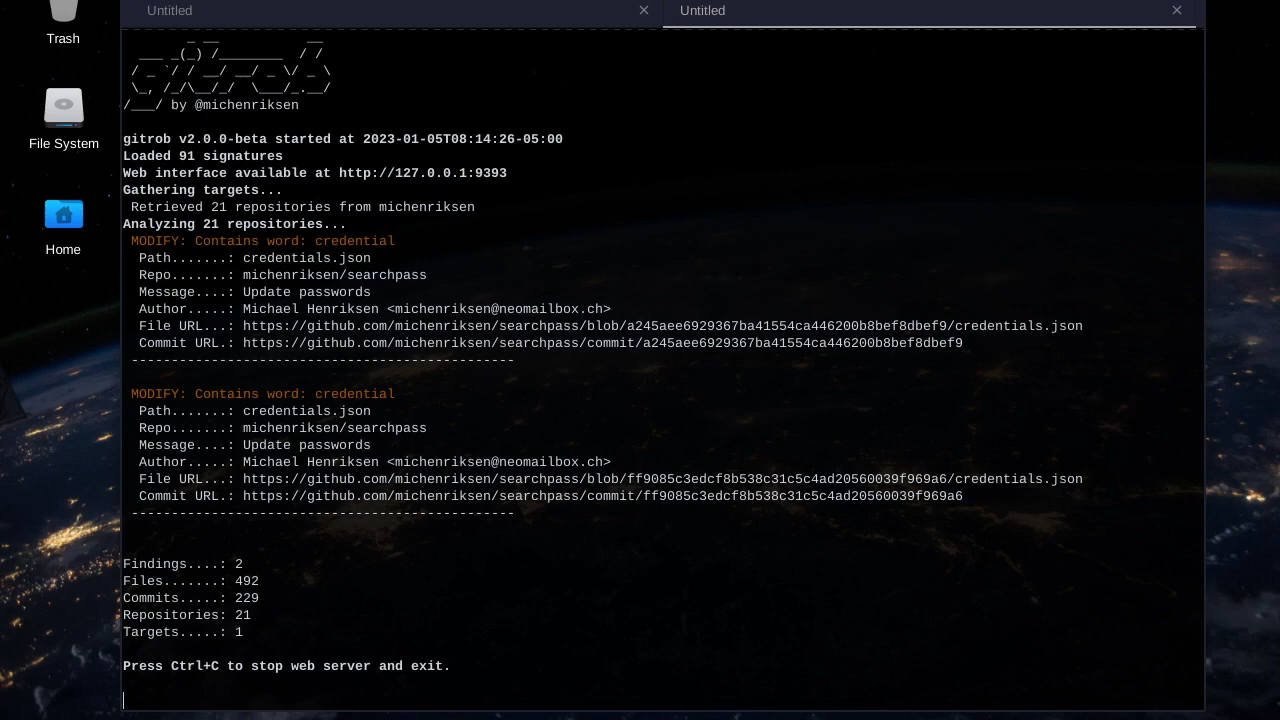 Untitled
Untitled
Trash
File System
Home
gitrob
/___/ by @michenriksen
gitrob v2.0.0-beta started at 2023-01-05T08:14:26-05:00
Loaded 91 signatures
Web interface available at http://127.0.0.1:9393
Gathering targets...
Retrieved 21 repositories from michenriksen
Analyzing 21 repositories...
MODIFY: Contains word: credential
Path.......: credentials.json
Repo.......: michenriksen/searchpass
Message....: Update passwords
Author.....: Michael Henriksen <michenriksen@neomailbox.ch>
File URL...: https://github.com/michenriksen/searchpass/blob/a245aee6929367ba41554ca446200b8bef8dbef9/credentials.json
Commit URL.: https://github.com/michenriksen/searchpass/commit/a245aee6929367ba41554ca446200b8bef8dbef9
------------------------------------------------
MODIFY: Contains word: credential
Path.......: credentials.json
Repo.......: michenriksen/searchpass
Message....: Update passwords
Author.....: Michael Henriksen <michenriksen@neomailbox.ch>
File URL...: https://github.com/michenriksen/searchpass/blob/ff9085c3edcf8b538c31c5c4ad20560039f969a6/credentials.json
Commit URL.: https://github.com/michenriksen/searchpass/commit/ff9085c3edcf8b538c31c5c4ad20560039f969a6
------------------------------------------------
Findings....: 2
Files.......: 492
Commits.....: 229
Repositories: 21
Targets.....: 1
Press Ctrl+C to stop web server and exit.